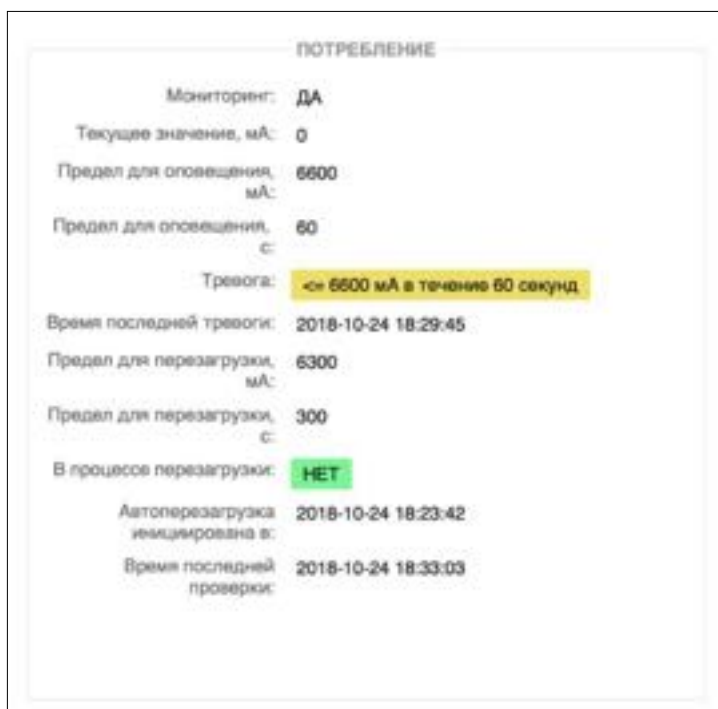 ПОТРЕБЛЕНИЕ
Мониторинг: ДА
Текущее значение, мА: 0
Предел для оповещения, 6600
мА:
Предел для оповещения, 60
с:
Тревога: <= 6600 мА в течение 60 секунд
Время последней тревоги: 2018-10-24 18:29:45
Предел для перезагрузки, 6300
мА:
Предел для перезагрузки, 300
с:
В процессе перезагрузки: НЕТ
Автоперезагрузка 2018-10-24 18:23:42
инициирована в:
Время последней 2018-10-24 18:33:03
проверки: